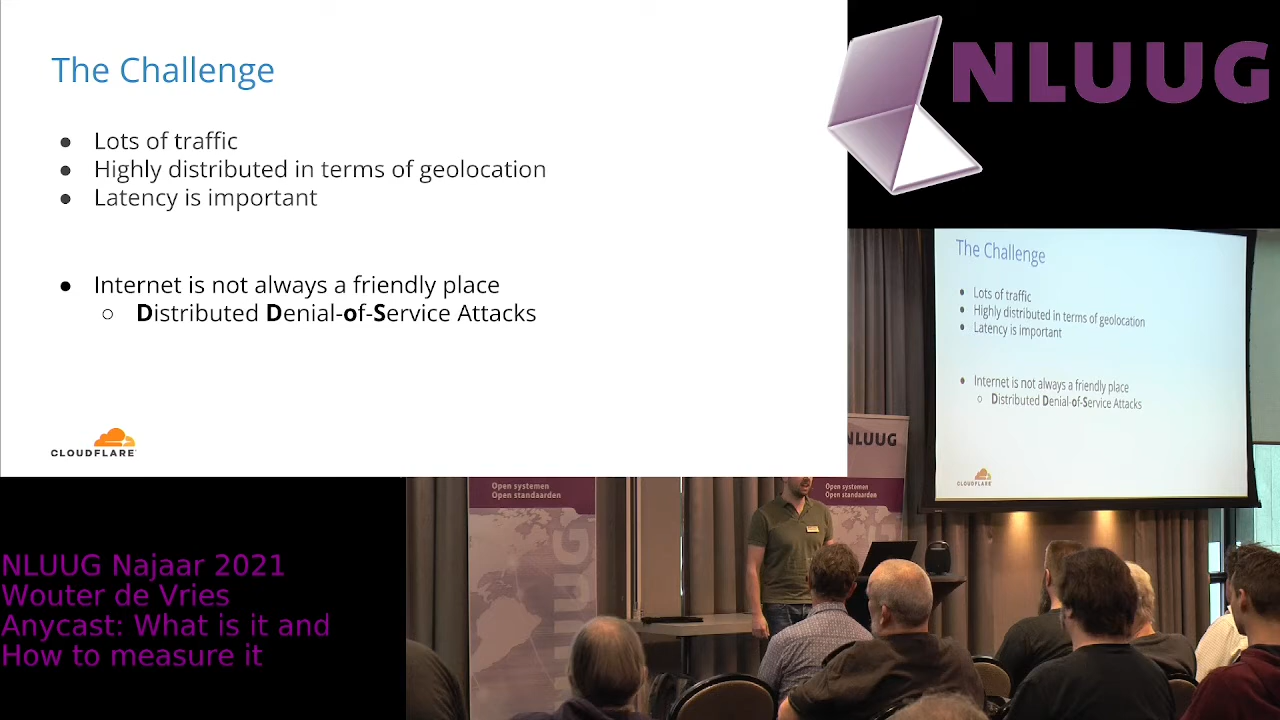 The Challenge
● Lots of traffic
● Highly distributed in terms of geolocation
● Latency is important
● Internet is not always a friendly place
○ Distributed Denial-of-Service Attacks
CLOUDFLARE
NLUUG
The Challenge
● Lots of traffic
● Highly distributed in terms of geolocation
● Latency is important
● Internet is not always a friendly place
○ Distributed Denial-of-Service Attacks
CLOUDFLARE
NLUUG
Open systemen
Open standaarden
Open systemen
Open standaarden
NLUUG
NLUUG Najaar 2021
Wouter de Vries
Anycast: What is it and
How to measure it